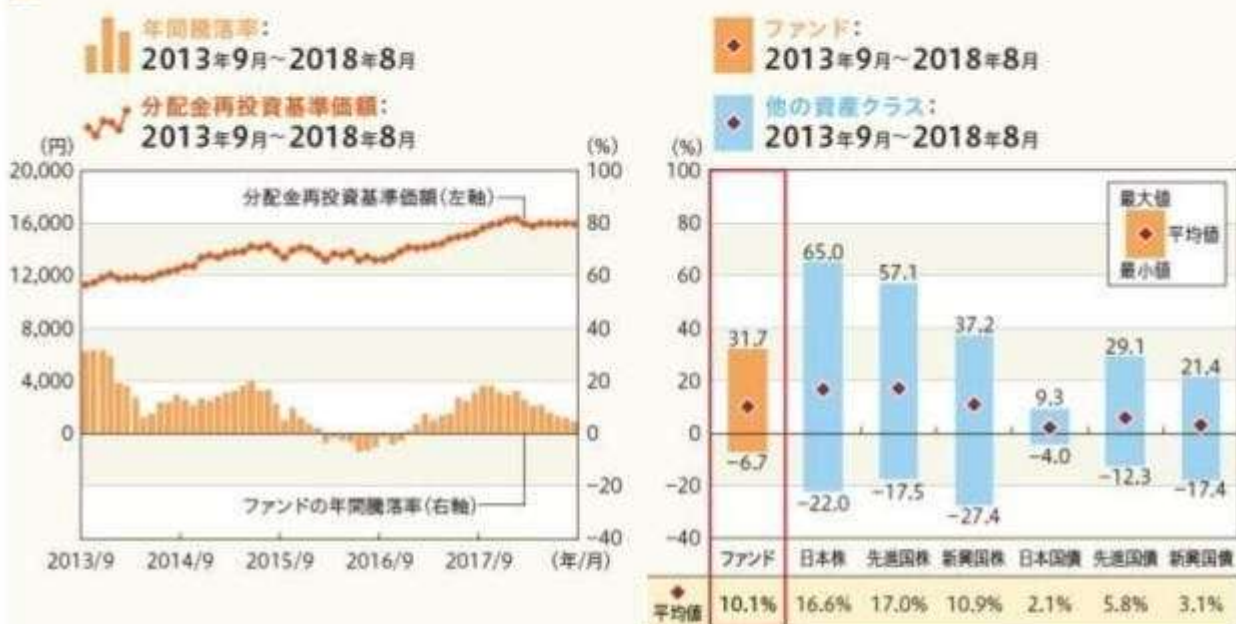 年間騰落率:
2013年9月～2018年8月
分配金再投資基準価額:
2013年9月～2018年8月
(円)
(%)
20,000
16,000
12,000
8,000
4,000
0
100
80
60
40
20
0
-20
-40
分配金再投資基準価額(左軸)
ファンドの年間騰落率(右軸)
2013/9 2014/9 2015/9 2016/9 2017/9 (年/月)
ファンド:
2013年9月～2018年8月
他の資産クラス:
2013年9月～2018年8月
(%)
100
80
60
40
20
0
-20
-40
最大値
平均値
最小値
31.7 65.0 57.1 37.2 9.3 29.1 21.4
-6.7 -22.0 -17.5 -27.4 -4.0 -12.3 -17.4
ファンド 日本株 先進国株 新興国株 日本国債 先進国債 新興国債
平均値 10.1% 16.6% 17.0% 10.9% 2.1% 5.8% 3.1%